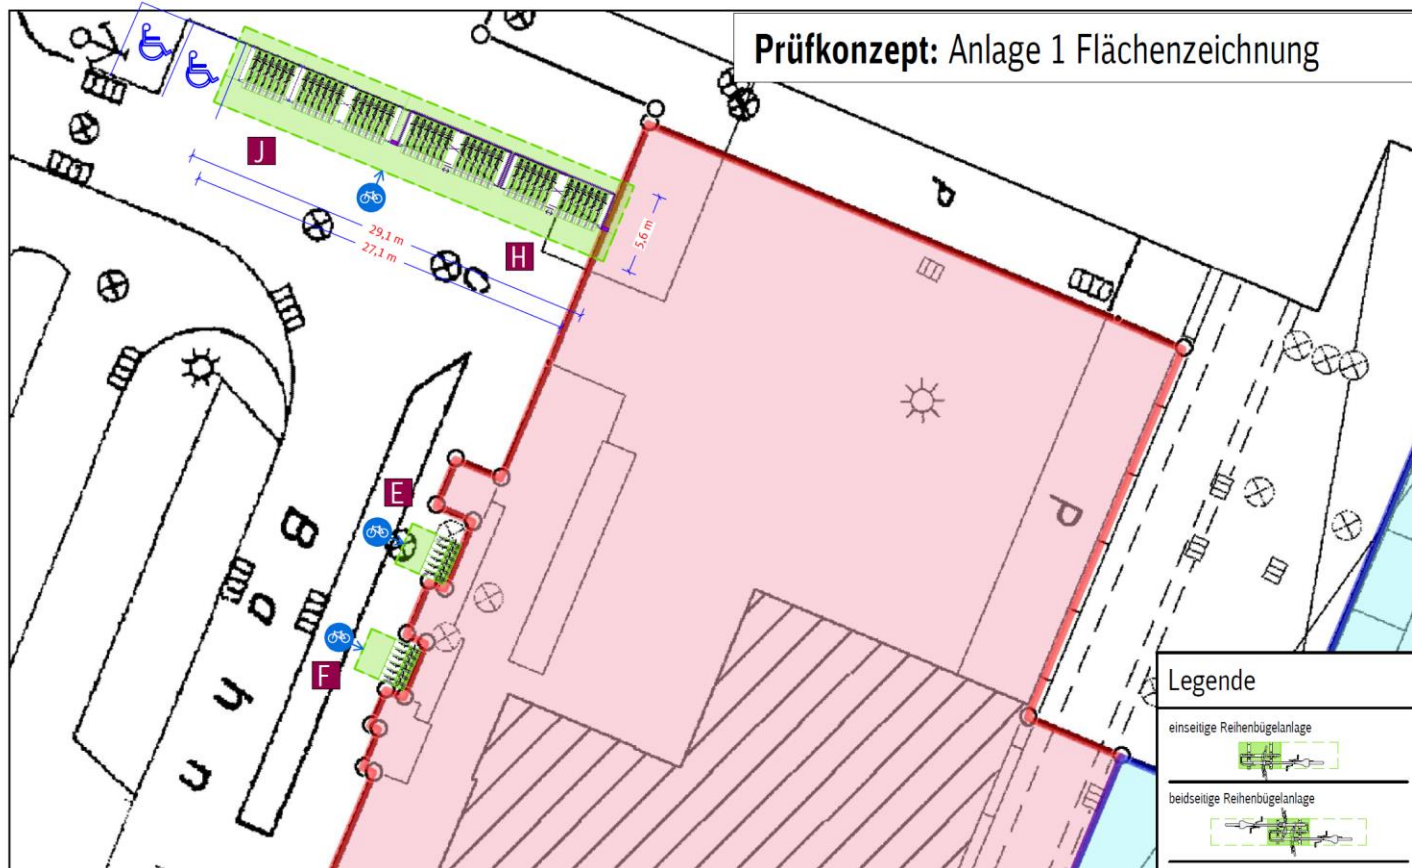 Prüfkonzept: Anlage 1 Flächenzeichnung
J
29,1 m
27,1 m
H
5,6 m
P
P
E
F
B
a
h
n
Legende
einseitige Reihenbügelanlage
beidseitige Reihenbügelanlage